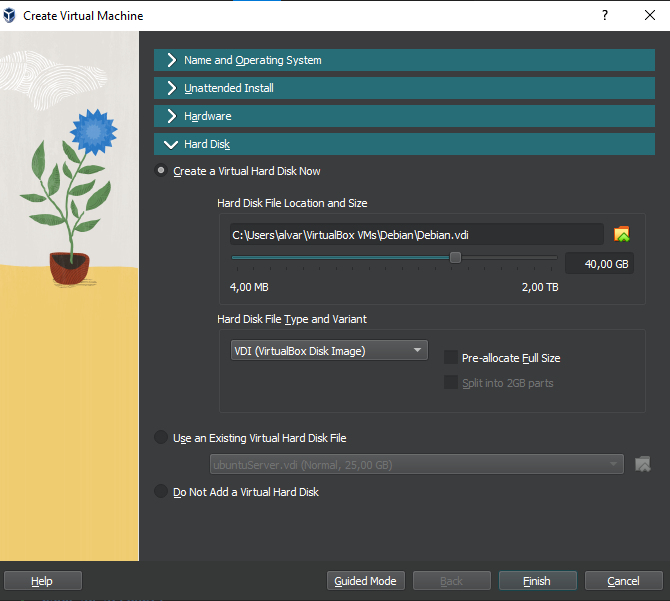 Create Virtual Machine
?
Name and Operating System
Unattended Install
Hardware
Hard Disk
Create a Virtual Hard Disk Now
Hard Disk File Location and Size
C:\Users\alvar\VirtualBox VMs\Debian\Debian.vdi
40,00 GB
4,00 MB 2,00 TB
Hard Disk File Type and Variant
VDI (VirtualBox Disk Image)
Pre-allocate Full Size
Split into 2GB parts
Use an Existing Virtual Hard Disk File
ubuntuServer.vdi (Normal, 25,00 GB)
Do Not Add a Virtual Hard Disk
Help Guided Mode Back Finish Cancel